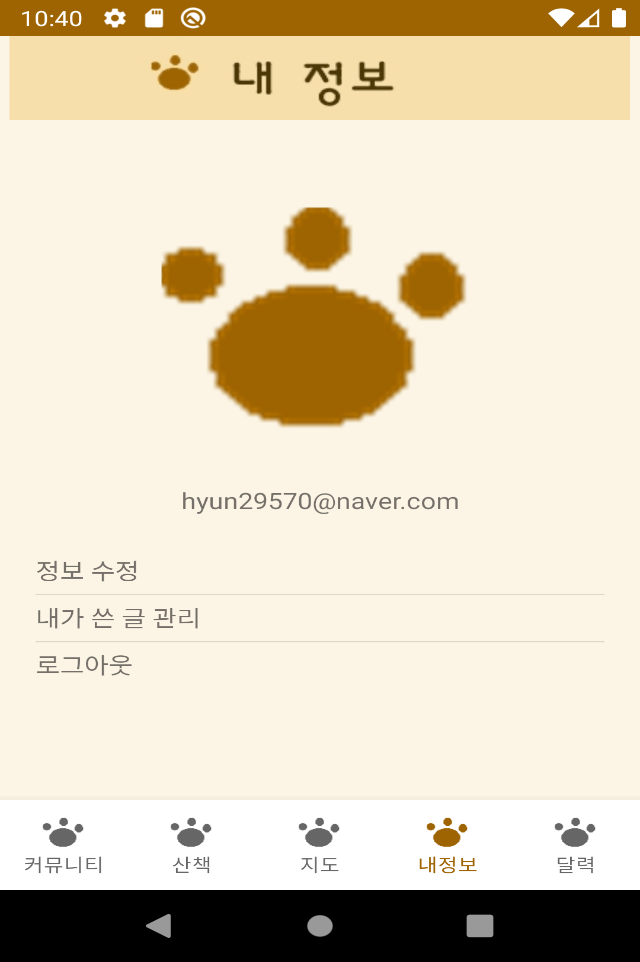 10:40
내 정보
hyun29570@naver.com
정보 수정
내가 쓴 글 관리
로그아웃
커뮤니티 산책 지도 내정보 달력